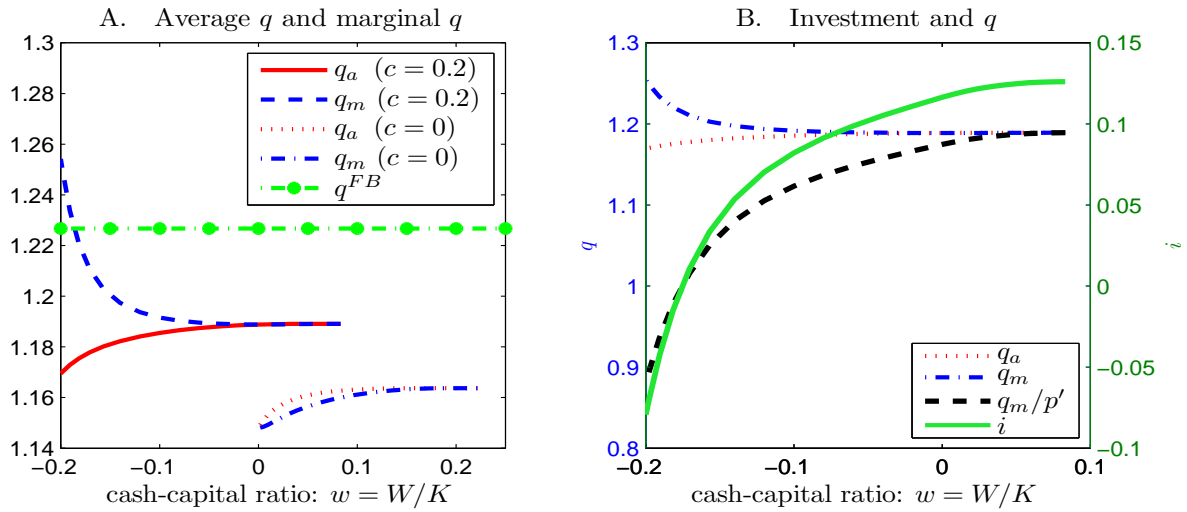 A. Average q and marginal q
1.3
1.28
1.26
1.24
1.22
1.2
1.18
1.16
1.14
−0.2
−0.1
0
0.1
0.2
q_a (c = 0.2)
q_m (c = 0.2)
q_a (c = 0)
q_m (c = 0)
q^{FB}
cash-capital ratio: w = W/K
B. Investment and q
1.3
1.2
1.1
1
0.9
0.8
q
−0.2
−0.1
0
0.1
0.15
0.1
0.05
0
−0.05
−0.1
i
q_a
q_m
q_m/p′
i
cash-capital ratio: w = W/K